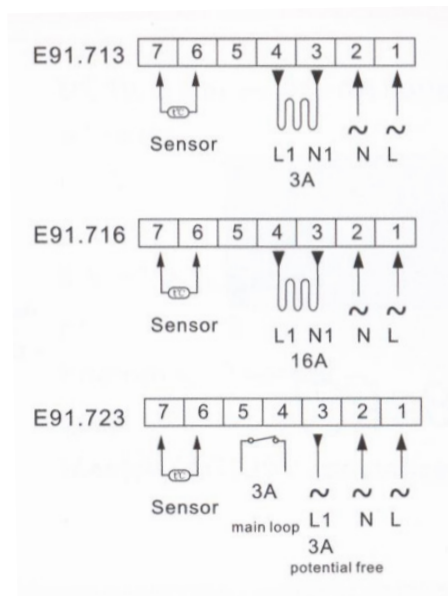 E91.713 7 6 5 4 3 2 1
t℃ ~ ~
Sensor L1 N1 N L
3A
E91.716 7 6 5 4 3 2 1
t℃ ~ ~
Sensor L1 N1 N L
16A
E91.723 7 6 5 4 3 2 1
t℃ 3A ~ ~ ~
Sensor main loop L1 N L
3A
potential free